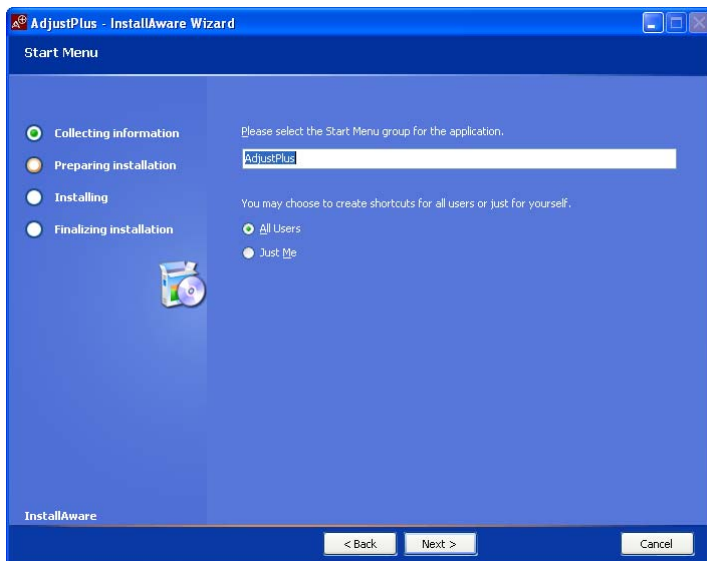 AdjustPlus - InstallAware Wizard
Start Menu
Collecting information
Preparing installation
Installing
Finalizing installation
Please select the Start Menu group for the application.
AdjustPlus
You may choose to create shortcuts for all users or just for yourself.
All Users
Just Me
InstallAware
< Back
Next >
Cancel